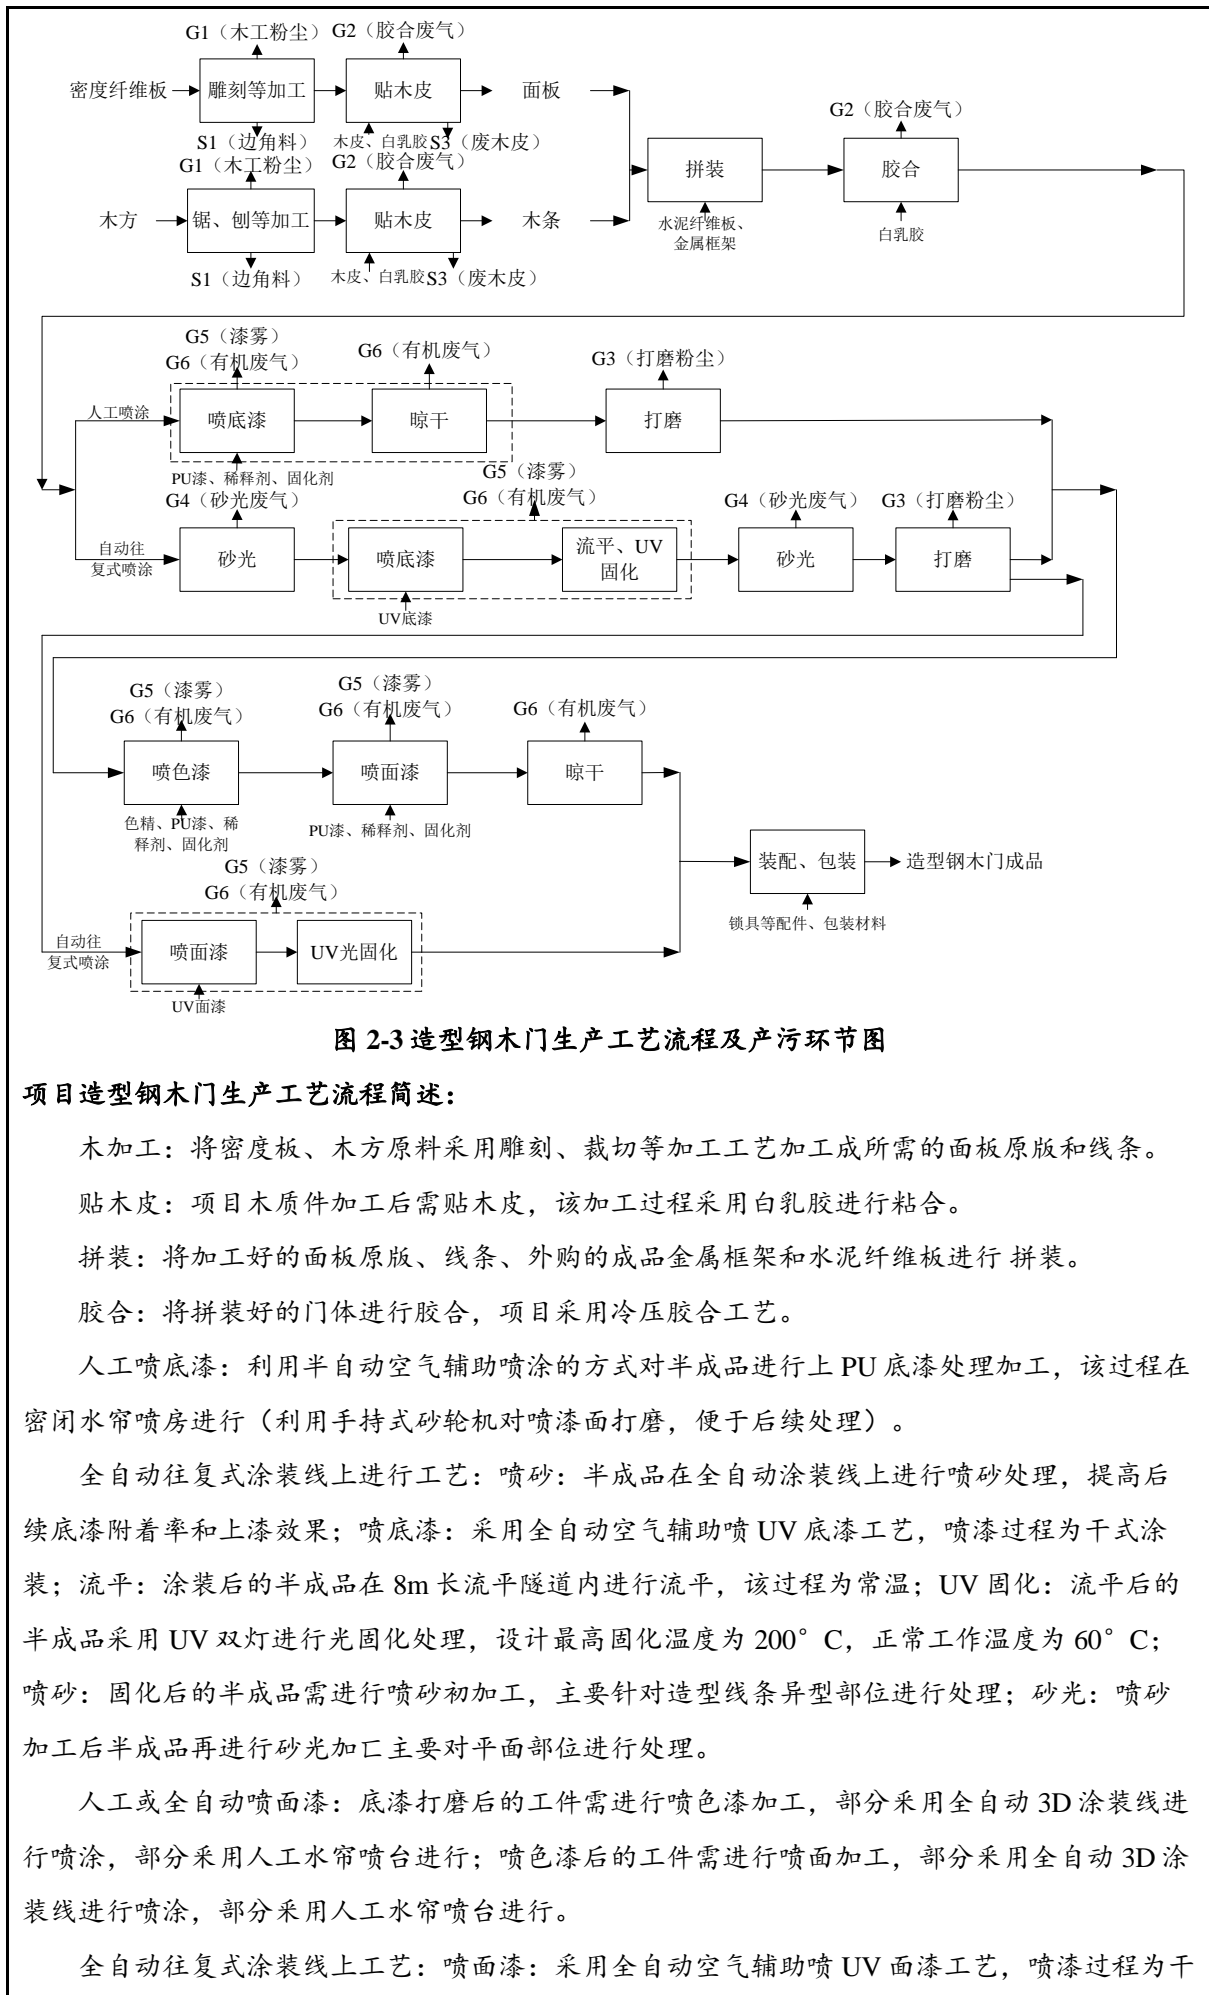 G1（木工粉尘） G2（胶合废气）
密度纤维板 雕刻等加工 贴木皮 面板
G2（胶合废气）
S1（边角料） 木皮、白乳胶 S3（废木皮）
G1（木工粉尘） G2（胶合废气）
拼装 胶合
木方 锯、刨等加工 贴木皮 木条
水泥纤维板、
金属框架
白乳胶
S1（边角料） 木皮、白乳胶 S3（废木皮）
G5（漆雾）
G6（有机废气） G6（有机废气） G3（打磨粉尘）
人工喷涂 喷底漆 晾干 打磨
PU漆、稀释剂、固化剂
G5（漆雾）
G4（砂光废气） G6（有机废气） G4（砂光废气） G3（打磨粉尘）
自动往
复式喷涂
砂光 喷底漆 流平、UV
固化
砂光 打磨
UV底漆
G5（漆雾） G5（漆雾）
G6（有机废气） G6（有机废气） G6（有机废气）
喷色漆 喷面漆 晾干
色精、PU漆、稀
释剂、固化剂
PU漆、稀释剂、固化剂
G5（漆雾）
G6（有机废气）
装配、包装 造型钢木门成品
锁具等配件、包装材料
自动往
复式喷涂
喷面漆 UV光固化
UV面漆
图 2-3 造型钢木门生产工艺流程及产污环节图
项目造型钢木门生产工艺流程简述：
木加工：将密度板、木方原料采用雕刻、裁切等加工工艺加工成所需的面板原版和线条。
贴木皮：项目木质件加工后需贴木皮，该加工过程采用白乳胶进行粘合。
拼装：将加工好的面板原版、线条、外购的成品金属框架和水泥纤维板进行 拼装。
胶合：将拼装好的门体进行胶合，项目采用冷压胶合工艺。
人工喷底漆：利用半自动空气辅助喷涂的方式对半成品进行上 PU 底漆处理加工，该过程在
密闭水帘喷房进行（利用手持式砂轮机对喷漆面打磨，便于后续处理）。
全自动往复式涂装线上进行工艺：喷砂：半成品在全自动涂装线上进行喷砂处理，提高后
续底漆附着率和上漆效果；喷底漆：采用全自动空气辅助喷 UV 底漆工艺，喷漆过程为干式涂
装；流平：涂装后的半成品在 8m 长流平隧道内进行流平，该过程为常温；UV 固化：流平后的
半成品采用 UV 双灯进行光固化处理，设计最高固化温度为 200°C，正常工作温度为 60°C；
喷砂：固化后的半成品需进行喷砂初加工，主要针对造型线条异型部位进行处理；砂光：喷砂
加工后半成品再进行砂光加匚主要对平面部位进行处理。
人工或全自动喷面漆：底漆打磨后的工件需进行喷色漆加工，部分采用全自动 3D 涂装线进
行喷涂，部分采用人工水帘喷台进行；喷色漆后的工件需进行喷面加工，部分采用全自动 3D 涂
装线进行喷涂，部分采用人工水帘喷台进行。
全自动往复式涂装线上工艺：喷面漆：采用全自动空气辅助喷 UV 面漆工艺，喷漆过程为干